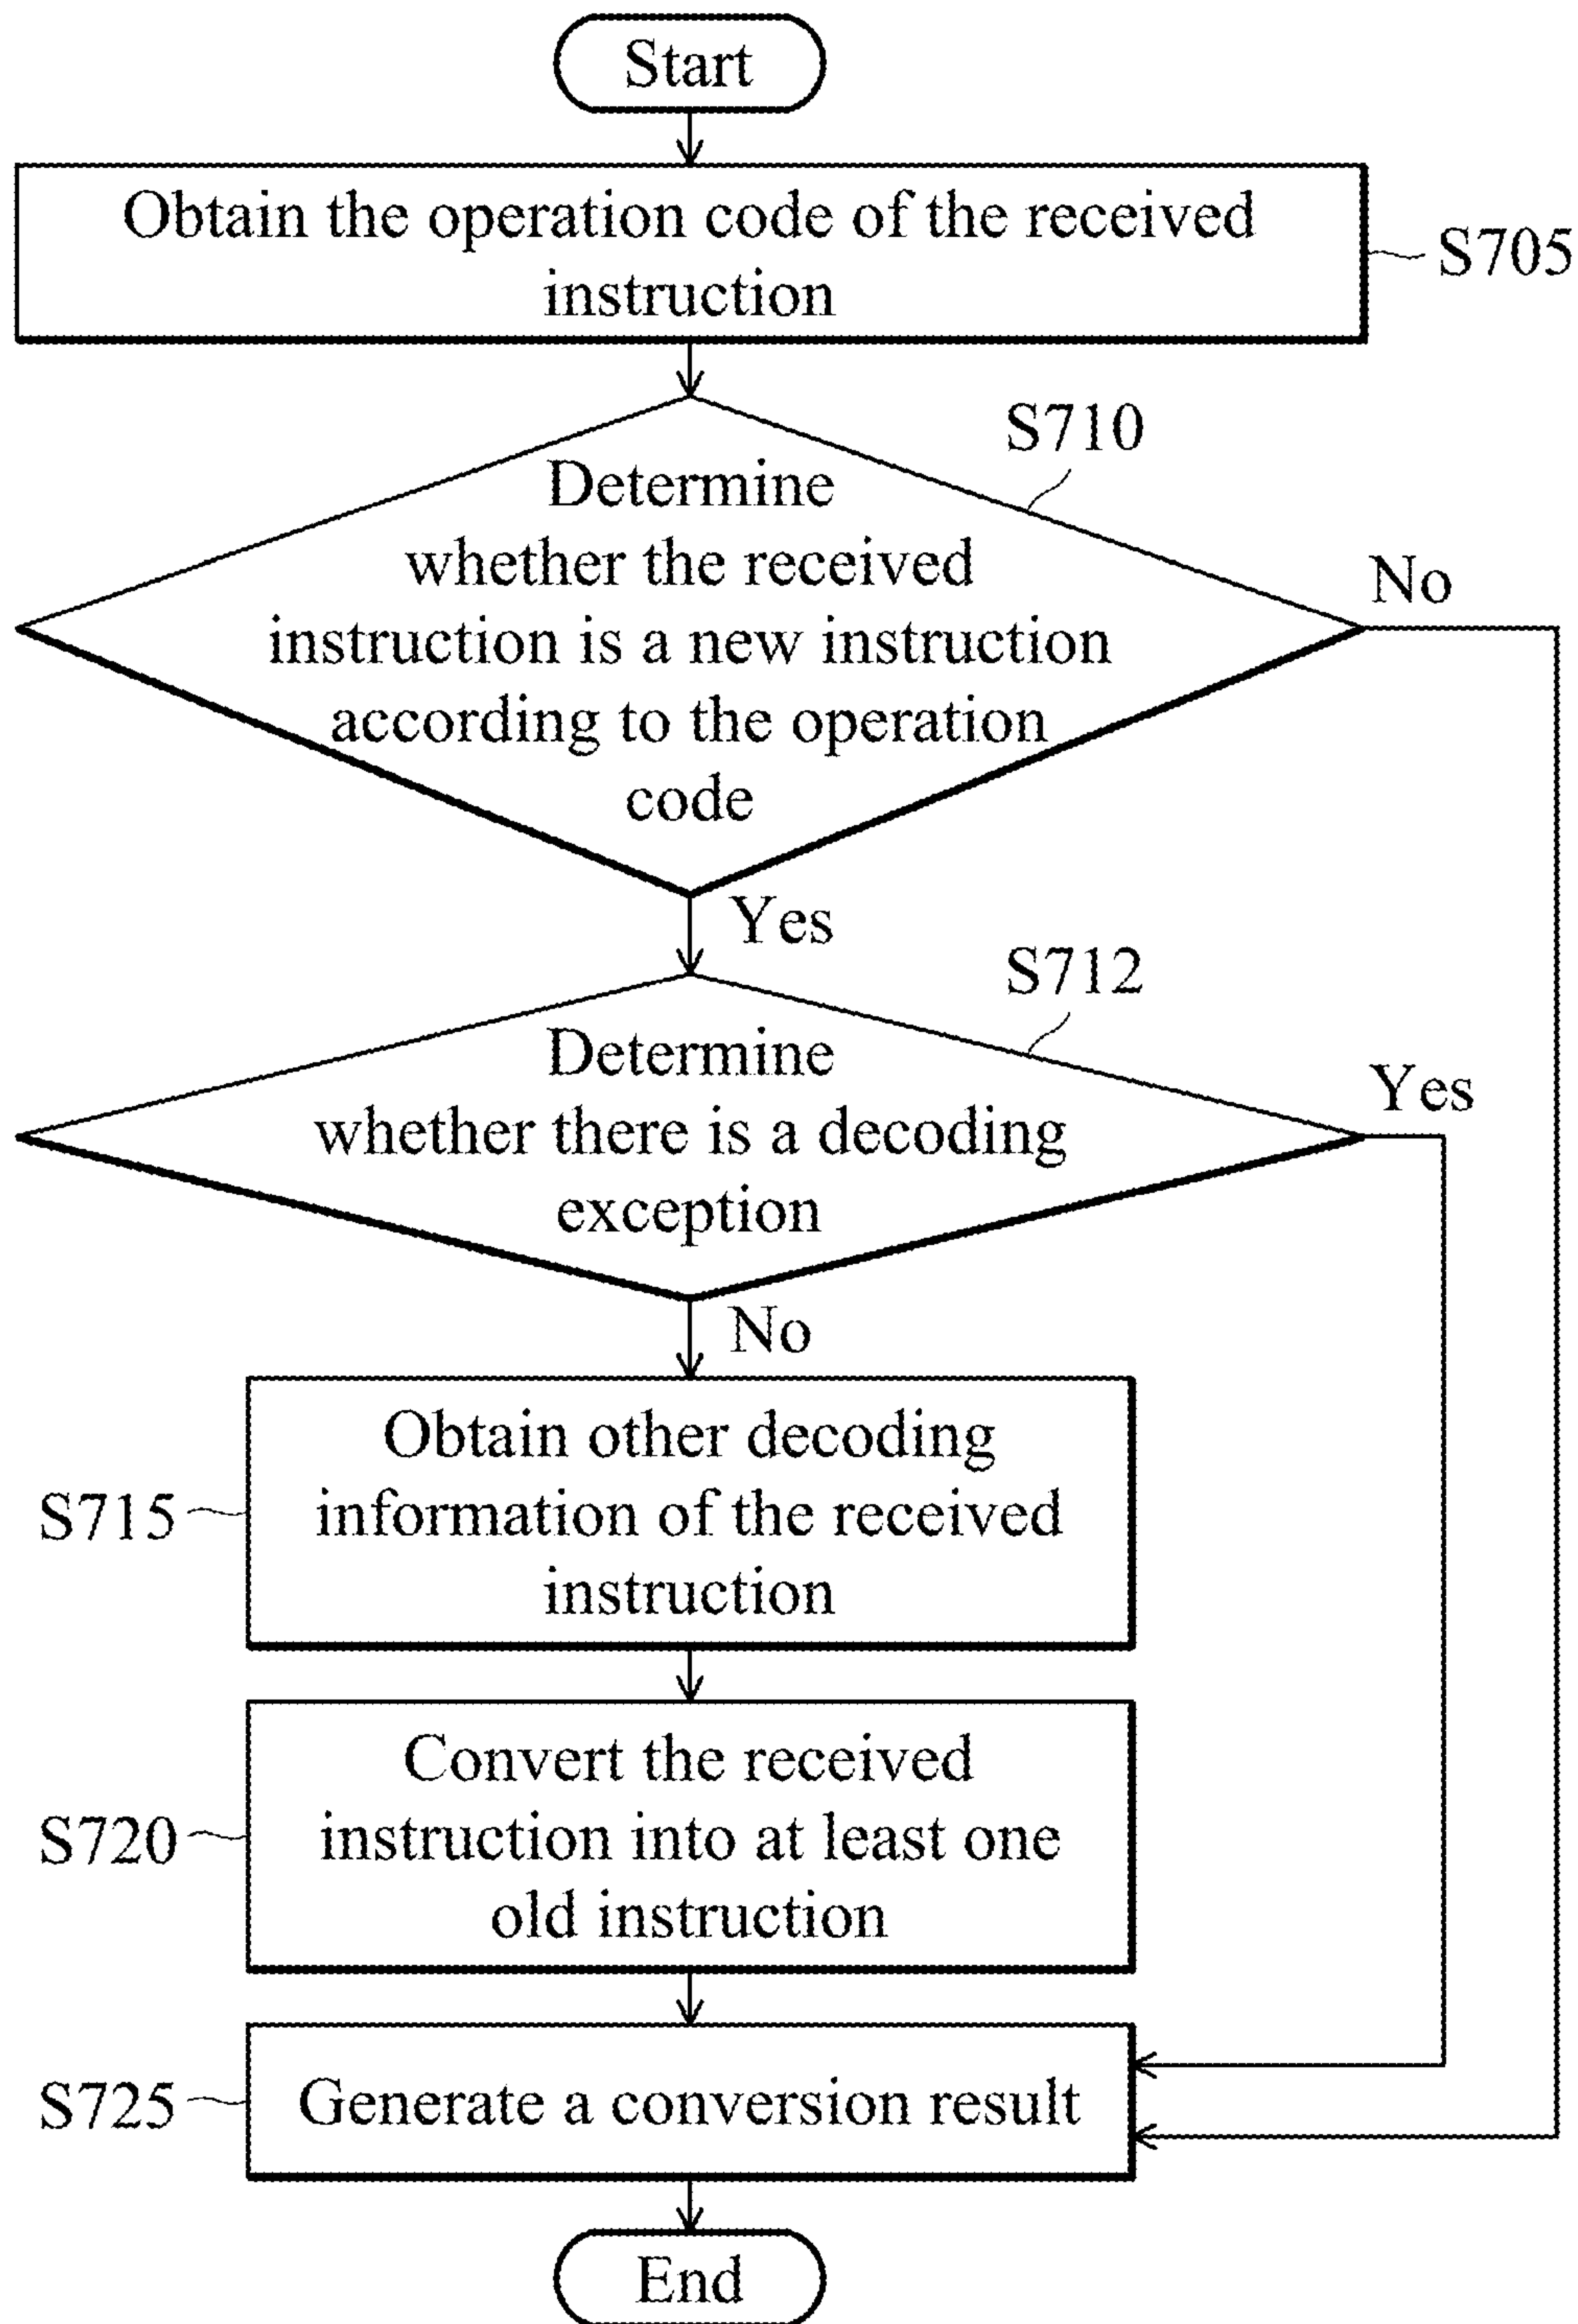 Start
Obtain the operation code of the received
instruction
S705
S710
Determine
whether the received
instruction is a new instruction
according to the operation
code
No
Yes
S712
Determine
whether there is a decoding
exception
Yes
No
S715
Obtain other decoding
information of the received
instruction
S720
Convert the received
instruction into at least one
old instruction
S725
Generate a conversion result
End